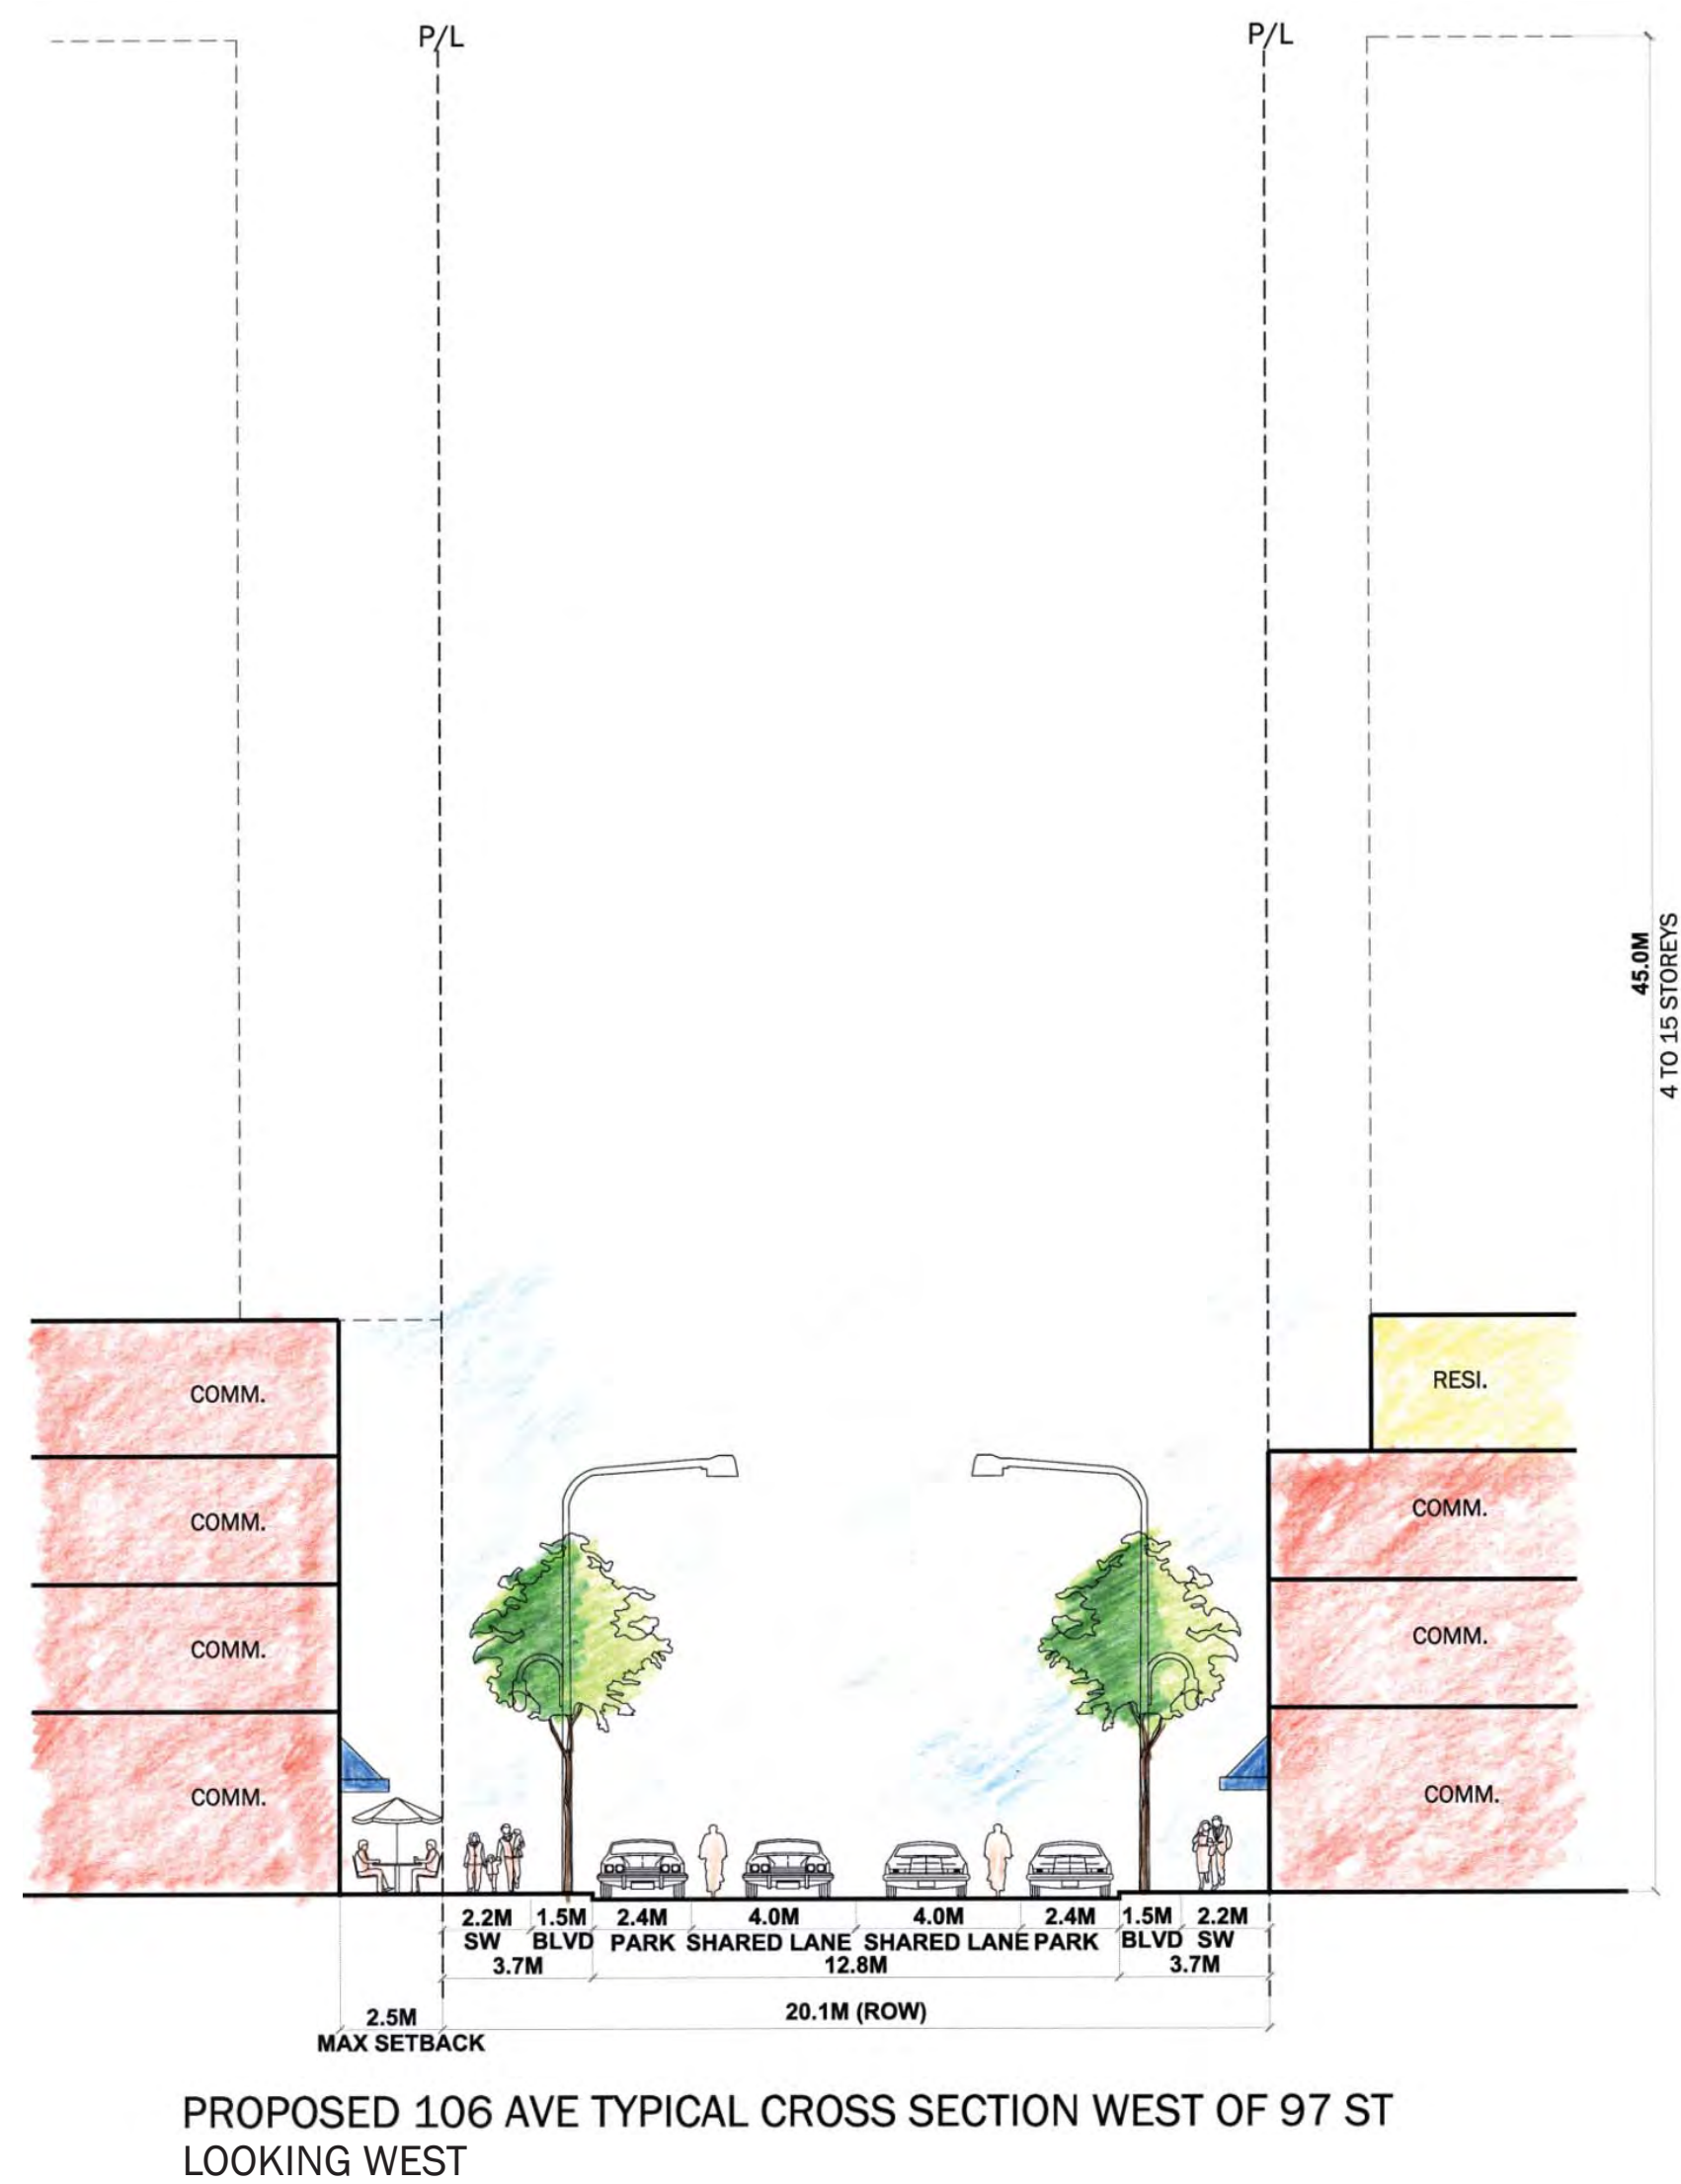 P/L
P/L
45.0M
4 TO 15 STOREYS
COMM.
RESI.
COMM.
COMM.
COMM.
COMM.
COMM.
COMM.
2.2M 1.5M 2.4M 4.0M 4.0M 2.4M 1.5M 2.2M
SW BLVD PARK SHARED LANE SHARED LANE PARK BLVD SW
3.7M 12.8M 3.7M
2.5M 20.1M (ROW)
MAX SETBACK
PROPOSED 106 AVE TYPICAL CROSS SECTION WEST OF 97 ST
LOOKING WEST